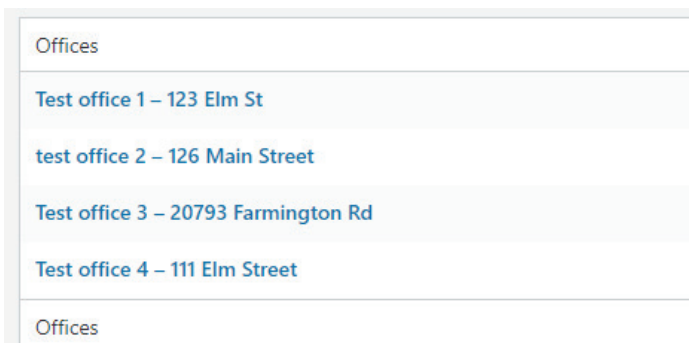 Offices
Test office 1 – 123 Elm St
test office 2 – 126 Main Street
Test office 3 – 20793 Farmington Rd
Test office 4 – 111 Elm Street
Offices